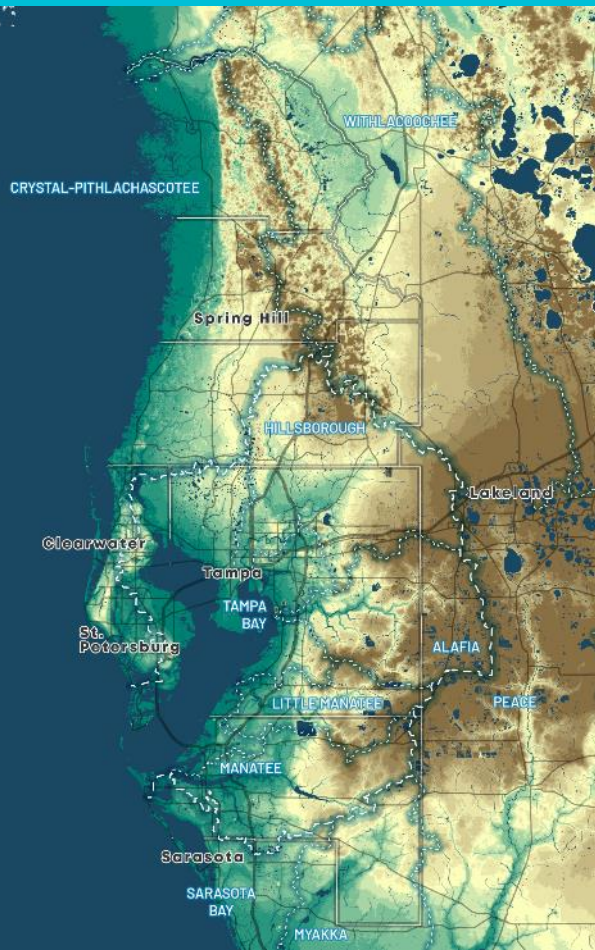 WITHLACOOCHEE
CRYSTAL-PITHLACHASCOTEE
Spring Hill
HILLSBOROUGH
Lakeland
Clearwater
Tampa
TAMPA
BAY
St.
Petersburg
ALAFIA
LITTLE MANATEE
PEACE
MANATEE
Sarasota
SARASOTA
BAY
MYAKKA